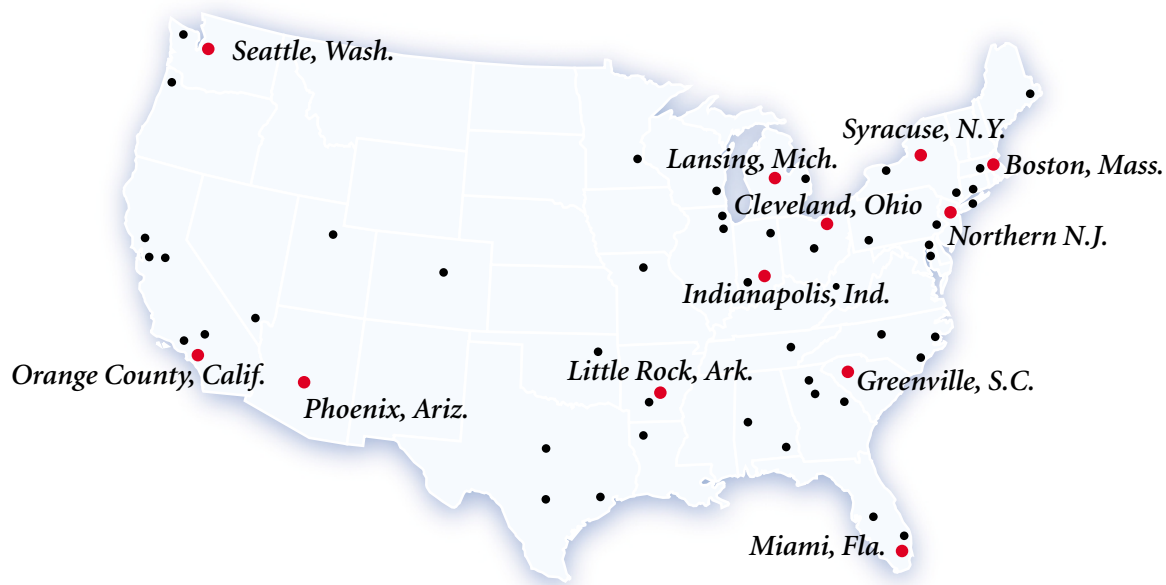 Seattle, Wash.
Syracuse, N.Y.
Lansing, Mich.
Boston, Mass.
Cleveland, Ohio
Northern N.J.
Indianapolis, Ind.
Little Rock, Ark.
Orange County, Calif.
Greenville, S.C.
Phoenix, Ariz.
Miami, Fla.